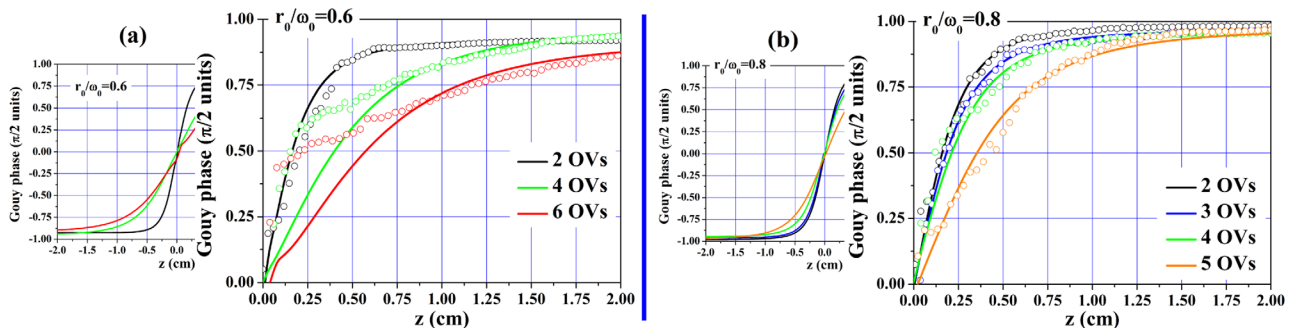 (a)
r0/ω0=0.6
Gouy phase (π/2 units)
1.00
0.75
0.50
0.25
0.00
-0.25
-0.50
-0.75
-1.00
r0/ω0=0.6
-2.0 -1.5 -1.0 -0.5 0.0
z (cm)
Gouy phase (π/2 units)
1.00
0.75
0.50
0.25
0.00
2 OVs
4 OVs
6 OVs
0.00 0.25 0.50 0.75 1.00 1.25 1.50 1.75 2.00
z (cm)
(b)
r0/ω0=0.8
Gouy phase (π/2 units)
1.00
0.75
0.50
0.25
0.00
-0.25
-0.50
-0.75
-1.00
r0/ω0=0.8
-2.0 -1.5 -1.0 -0.5 0.0
z (cm)
Gouy phase (π/2 units)
1.00
0.75
0.50
0.25
0.00
2 OVs
3 OVs
4 OVs
5 OVs
0.00 0.25 0.50 0.75 1.00 1.25 1.50 1.75 2.00
z (cm)